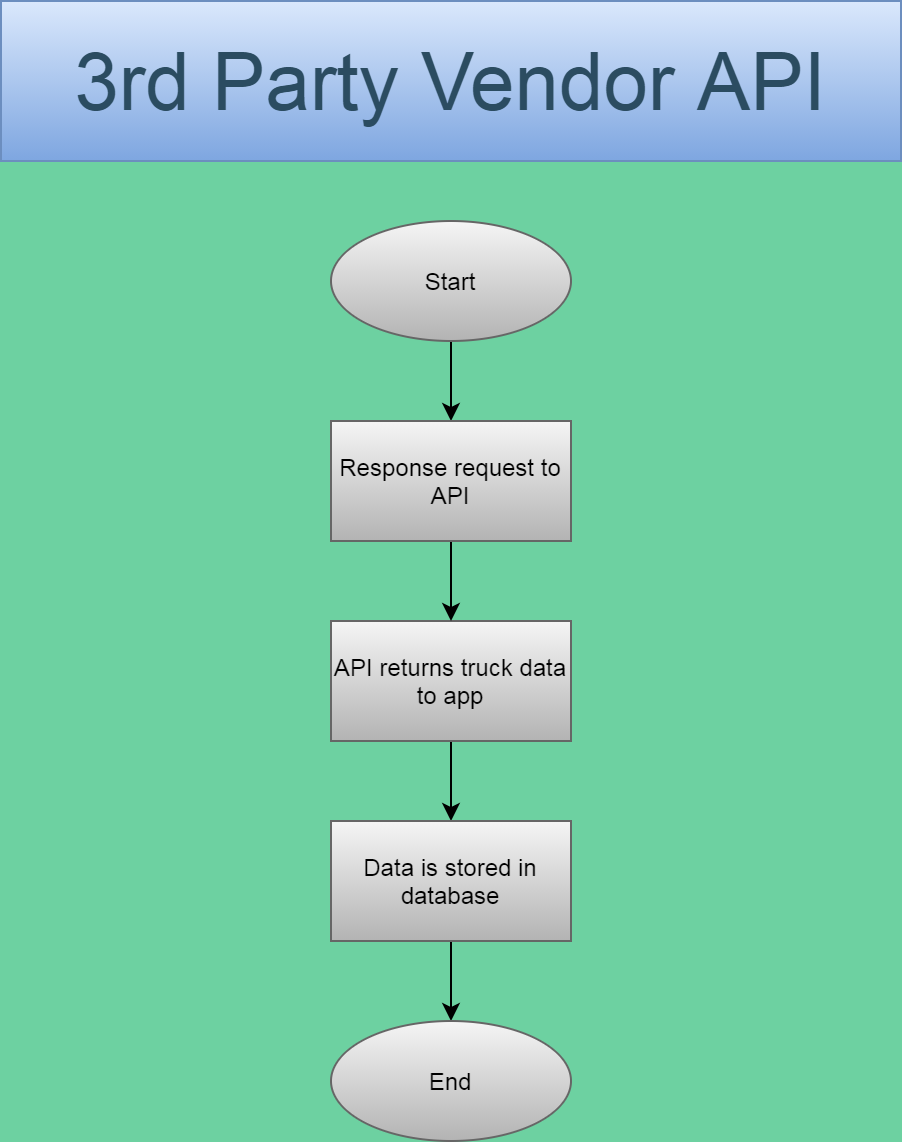 3rd Party Vendor API
Start
Response request to
API
API returns truck data
to app
Data is stored in
database
End